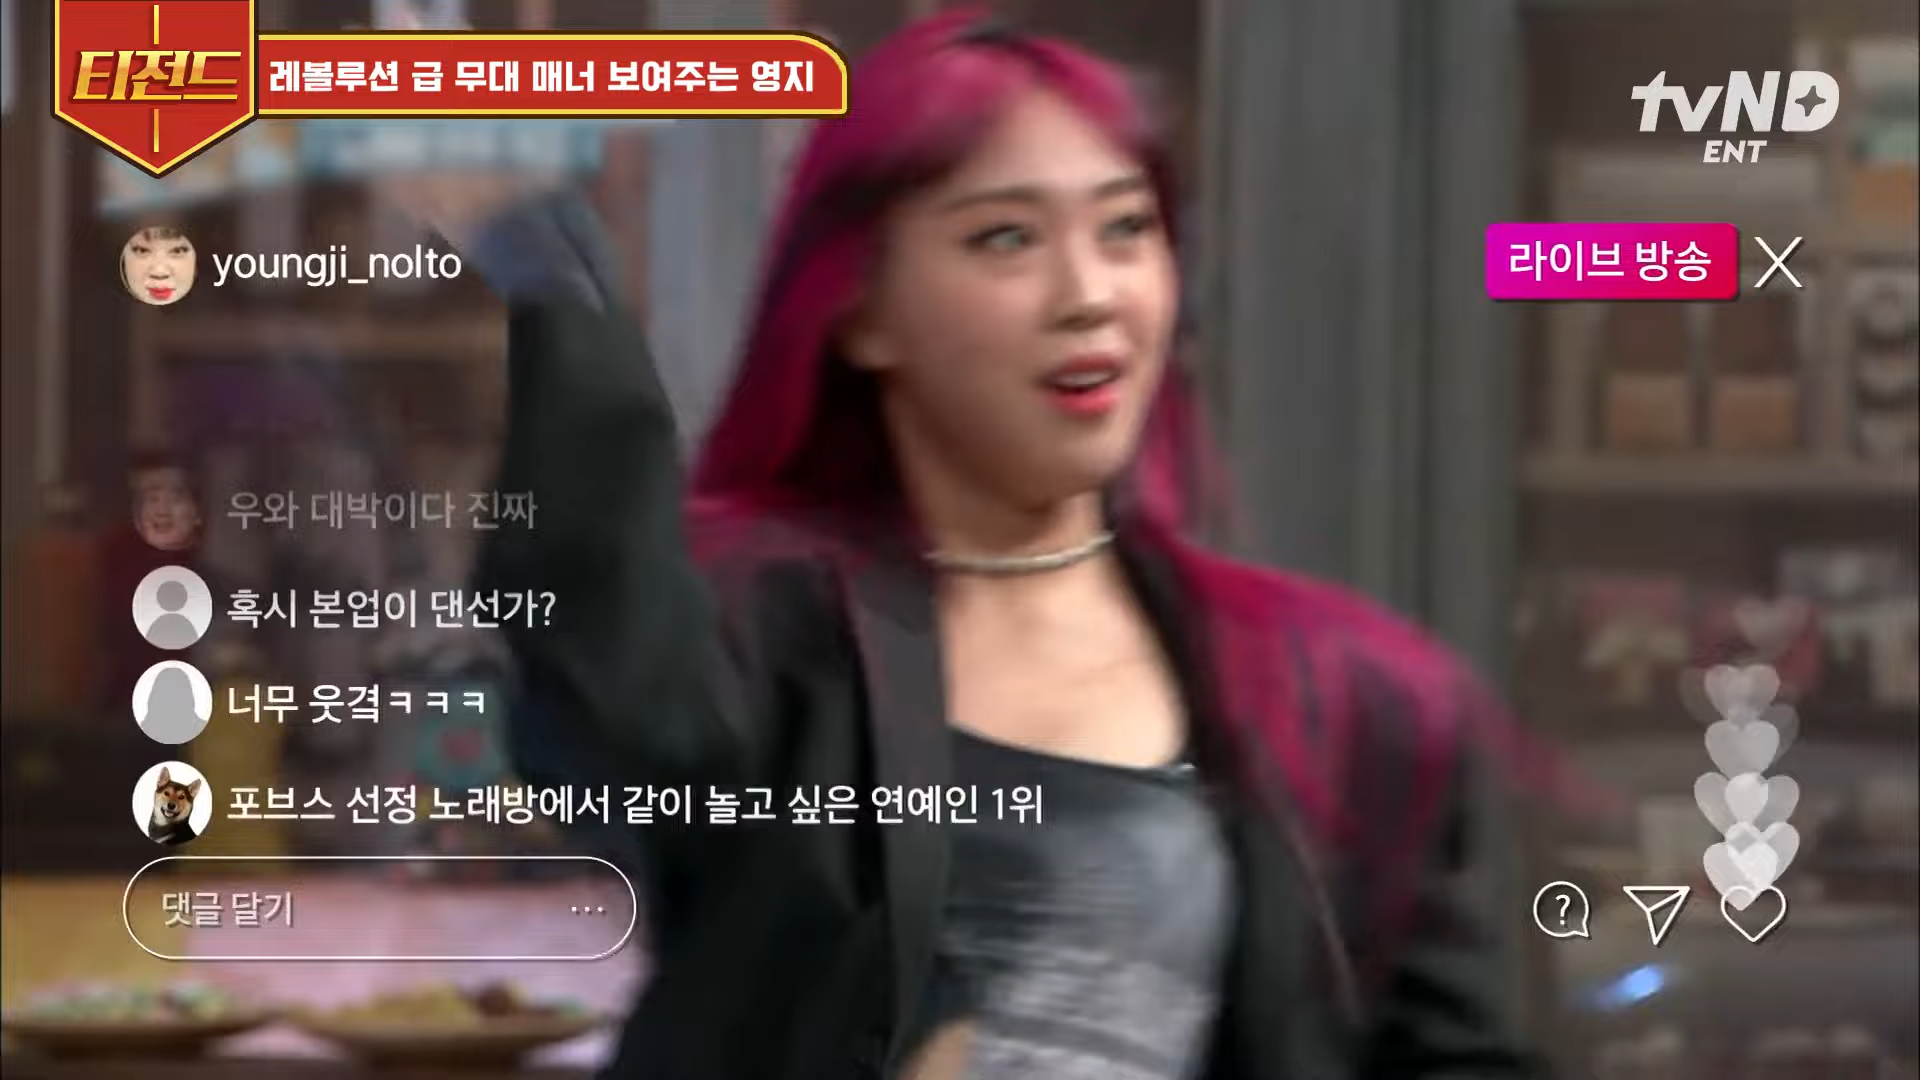 티전드
레볼루션 급 무대 매너 보여주는 영지
tvND
ENT
youngji_nolto
라이브 방송
우와 대박이다 진짜
혹시 본업이 댄선가?
너무 웃겈ㅋㅋㅋ
포브스 선정 노래방에서 같이 놀고 싶은 연예인 1위
댓글 달기